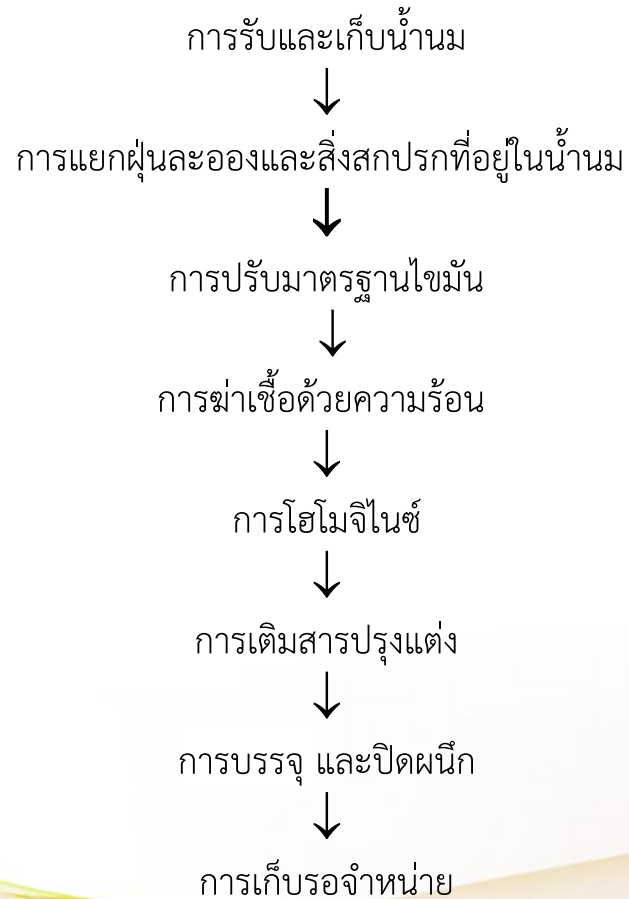 การรับและเก็บน้ำนม
↓
การแยกฝุ่นละอองและสิ่งสกปรกที่อยู่ในน้ำนม
↓
การปรับมาตรฐานไขมัน
↓
การฆ่าเชื้อด้วยความร้อน
↓
การโฮโมจิไนซ์
↓
การเติมสารปรุงแต่ง
↓
การบรรจุ และปิดผนึก
↓
การเก็บรอจำหน่าย